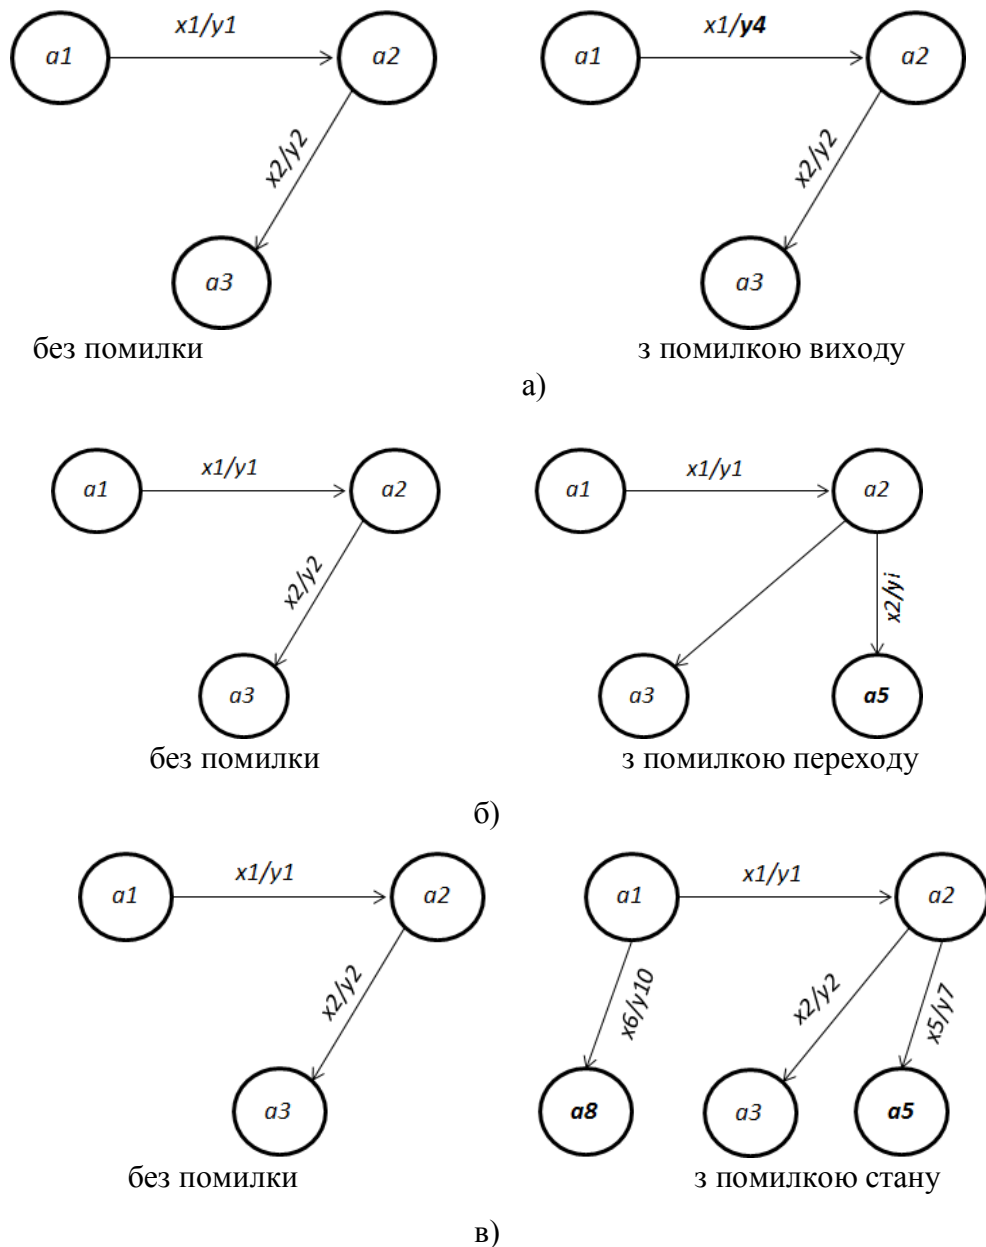 x1/y1 x1/y4
a1 a2 a1 a2
x2/y2 x2/y2
a3 a3
без помилки з помилкою виходу
а)
x1/y1 x1/y1
a1 a2 a1 a2
x2/y2 x2/yi
a3 a3 a5
без помилки з помилкою переходу
б)
x1/y1 x1/y1
a1 a2 a1 a2
x2/y2 x6/y10 x2/y2 x5/y7
a3 a8 a3 a5
без помилки з помилкою стану
в)